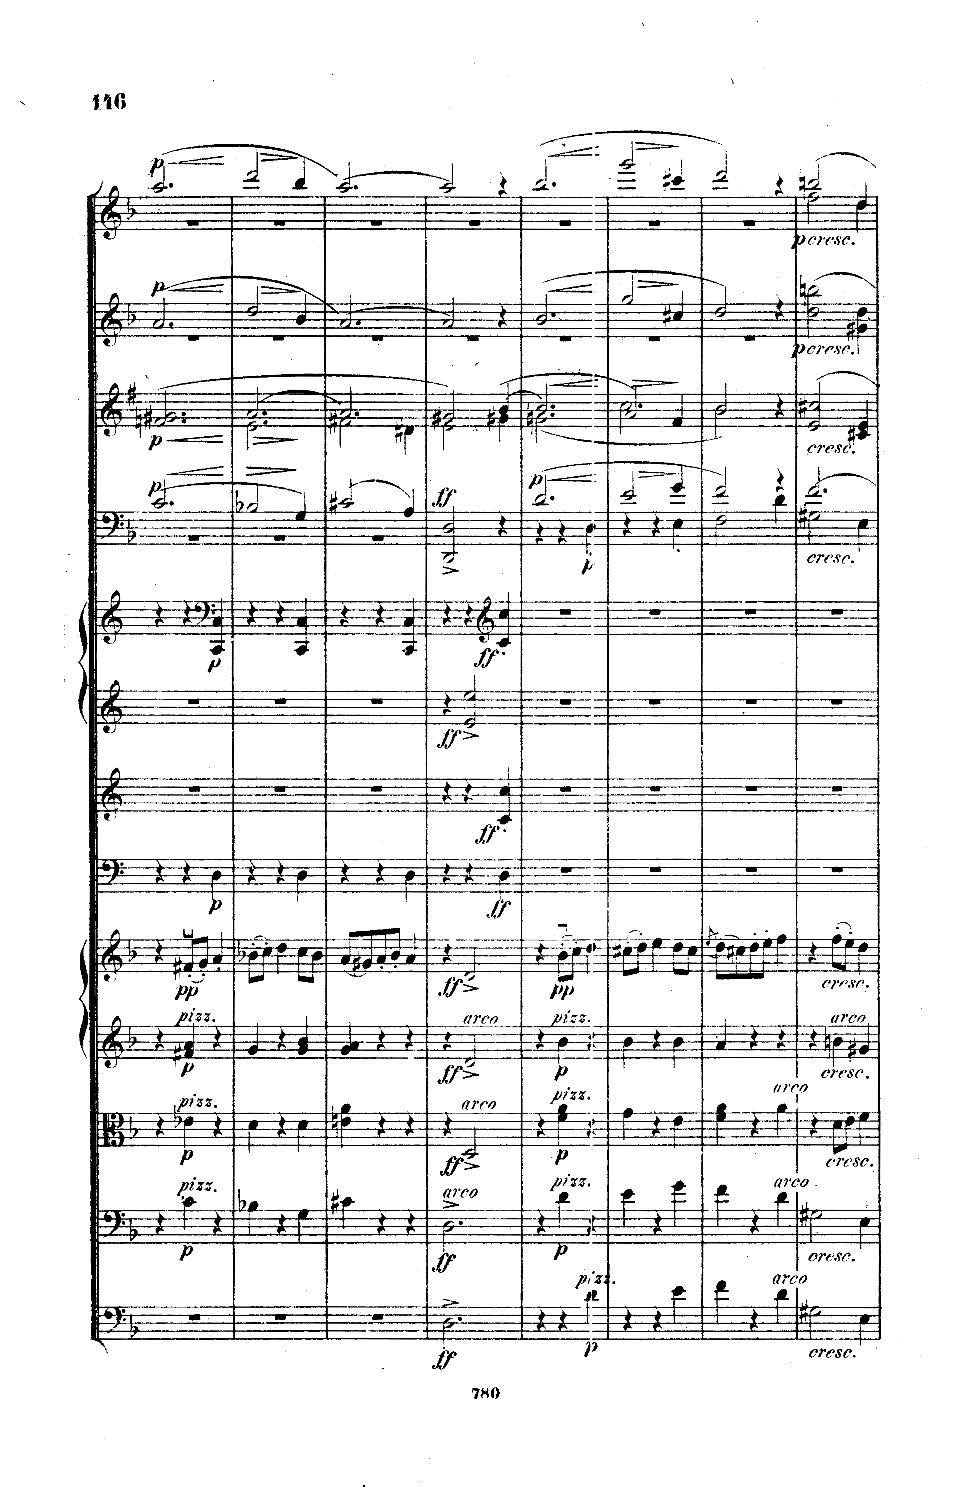 116
p
p cresc.
p
p cresc.
p cresc.
p ff p p cresc.
p ff
ff
ff
p ff
pp ff pp cresc.
pizz. arco pizz. arco
p ff p cresc.
pizz. arco pizz. arco
p ff p cresc.
pizz. arco pizz. arco
p ff p cresc.
pizz. arco
ff p cresc.
780